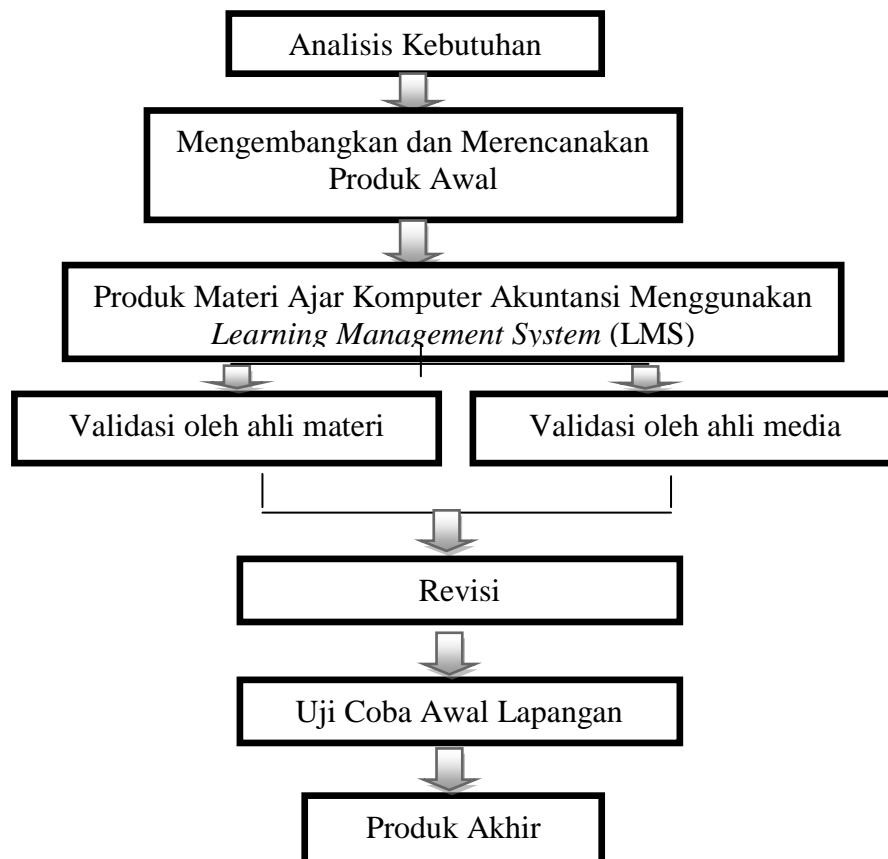 Analisis Kebutuhan
Mengembangkan dan Merencanakan
Produk Awal
Produk Materi Ajar Komputer Akuntansi Menggunakan
Learning Management System (LMS)
Validasi oleh ahli materi
Validasi oleh ahli media
Revisi
Uji Coba Awal Lapangan
Produk Akhir